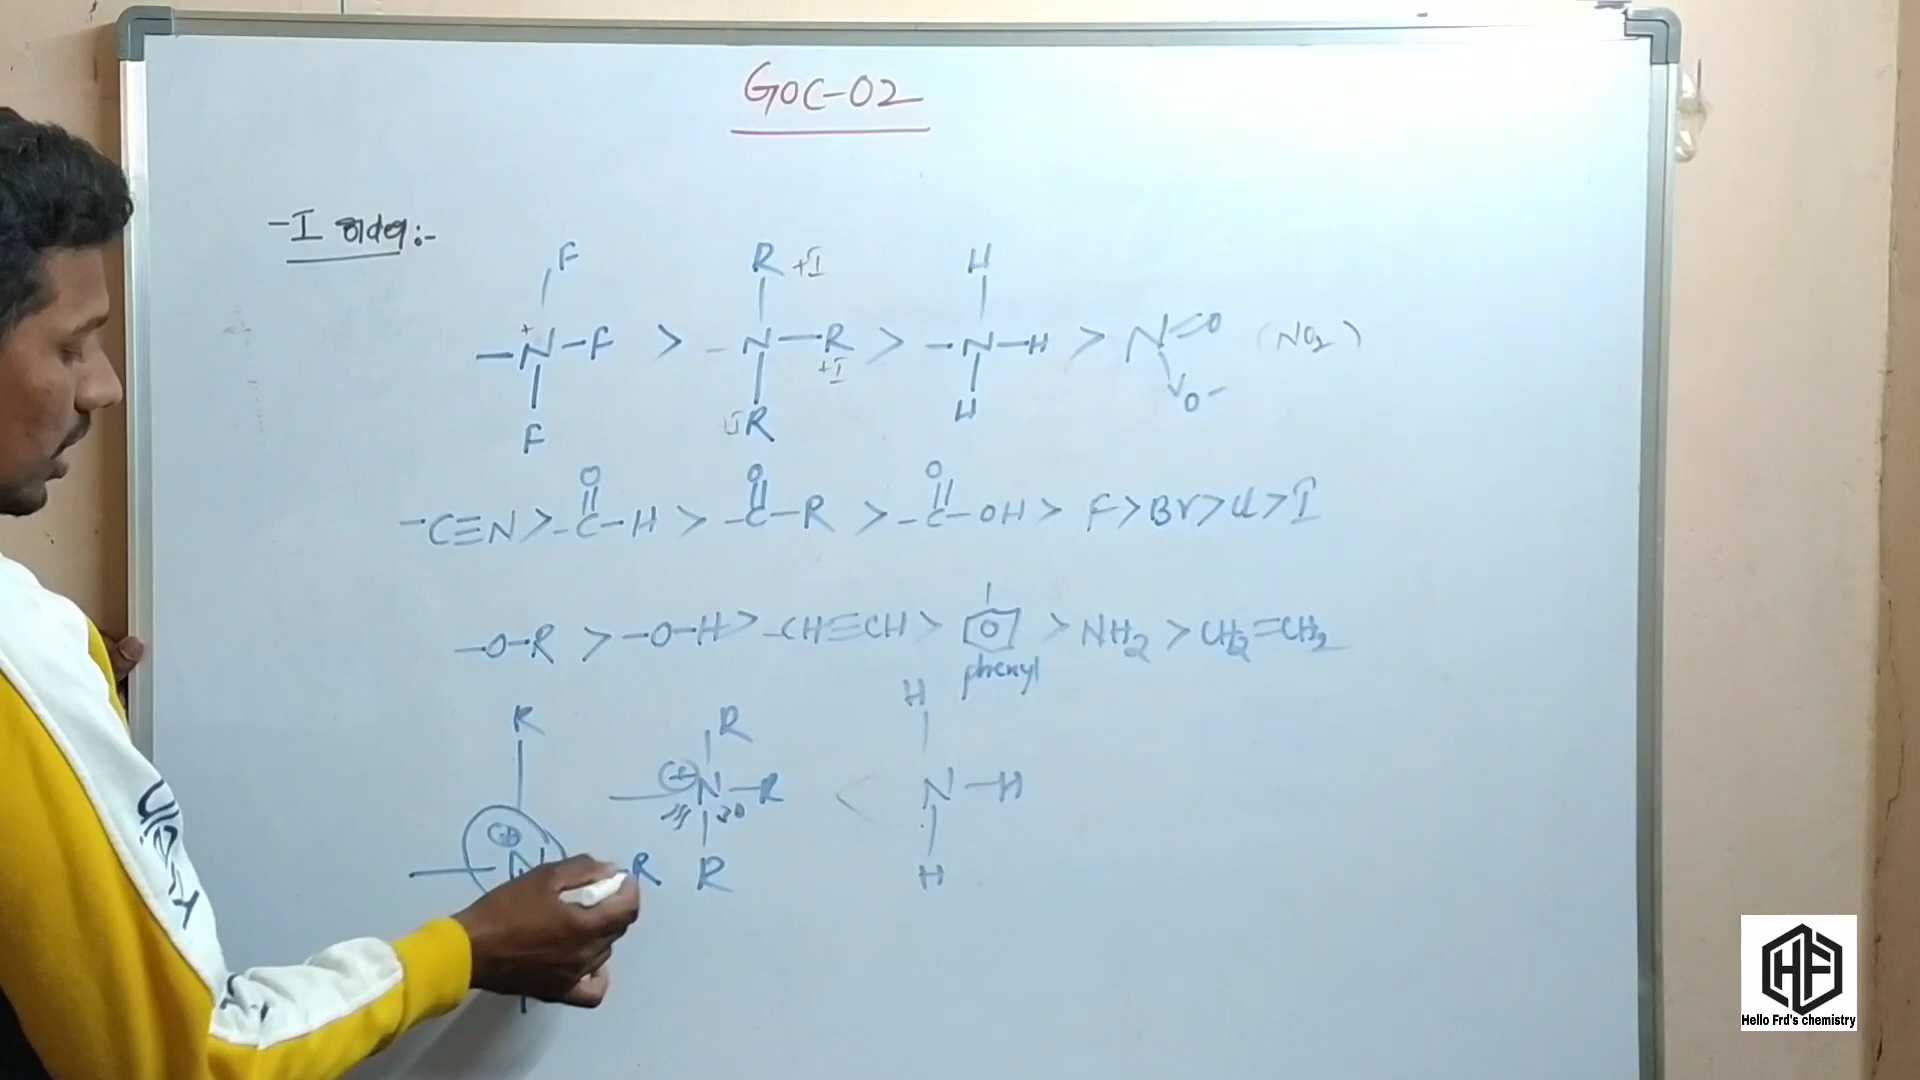 GOC-02
-I order:-
F
R +I
H
-N+-F > -N-R > -N-H > N=O (NO2)
+I
F
R
H
O-
O
O
O
-C≡N > -C-H > -C-R > -C-OH > F > Br > Cl > I
-O-R > -O-H > -CH≡CH > > NH2 > CH2=CH2
phenyl
H
R
R
⊕N-R < N-H
⊕
N R
R
H
Hello Frd's chemistry